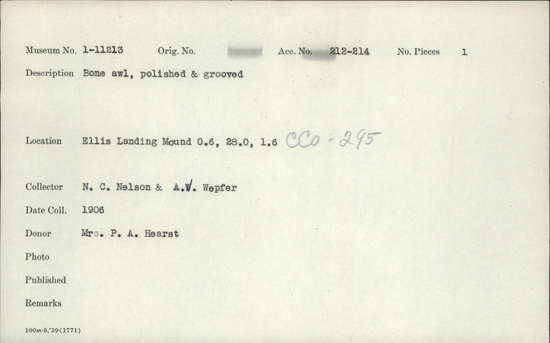 Museum No. 1-11213 Orig. No. Acc. No. 212-214 No. Pieces 1
Description Bone awl, polished & grooved
Location Ellis Landing Mound 0.6, 28.0, 1.6 CCo-295
Collector N. C. Nelson & A.V. Wepfer
Date Coll. 1906
Donor Mrs. P. A. Hearst
Photo
Published
Remarks
100m-9,'39(1771)